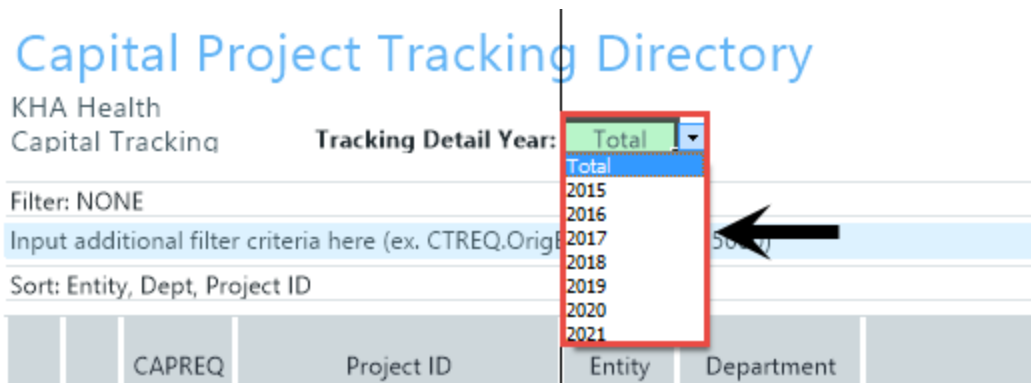 Capital Project Tracking Directory
KHA Health
Capital Tracking
Tracking Detail Year: Total
Total
2015
2016
2017
2018
2019
2020
2021
Filter: NONE
Input additional filter criteria here (ex.
Sort: Entity, Dept, Project ID
CAPREQ Project ID Entity Department